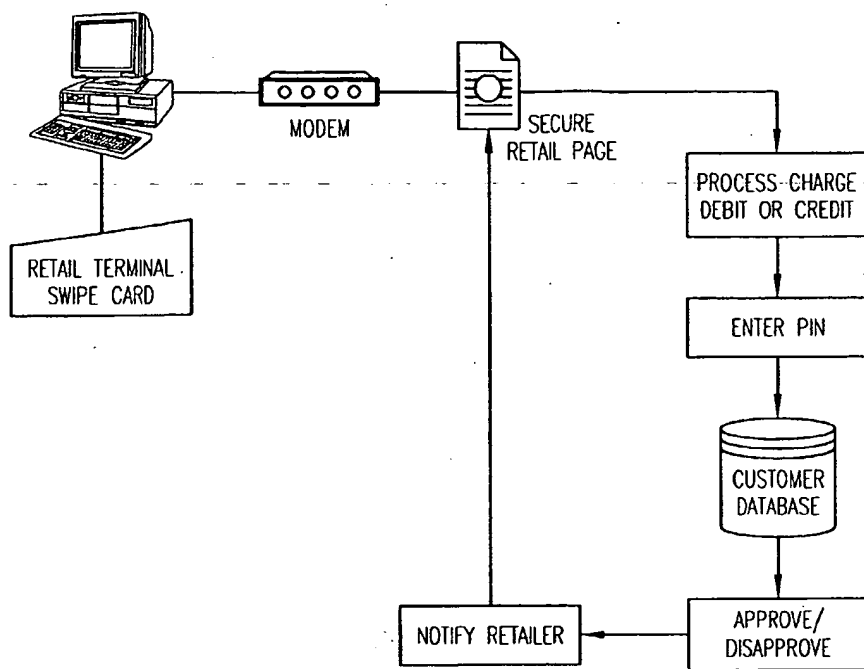 MODEM
SECURE
RETAIL PAGE
PROCESS CHARGE
DEBIT OR CREDIT
RETAIL TERMINAL
SWIPE CARD
ENTER PIN
CUSTOMER
DATABASE
NOTIFY RETAILER
APPROVE/
DISAPPROVE